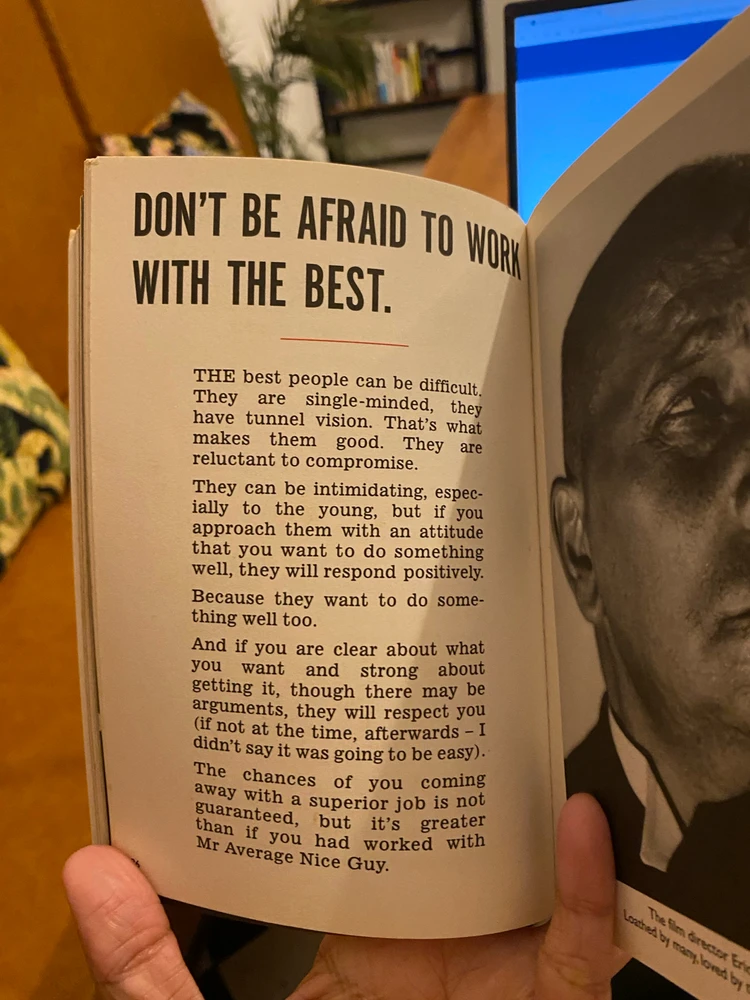 DON'T BE AFRAID TO WORK
WITH THE BEST.
THE best people can be difficult.
They are single-minded, they
have tunnel vision. That's what
makes them good. They are
reluctant to compromise.
They can be intimidating, espec-
ially to the young, but if you
approach them with an attitude
that you want to do something
well, they will respond positively.
Because they want to do some-
thing well too.
And if you are clear about what
you want and strong about
getting it, though there may be
arguments, they will respect you
(if not at the time, afterwards – I
didn't say it was going to be easy).
The chances of you coming
away with a superior job is not
guaranteed, but it's greater
than if you had worked with
Mr Average Nice Guy.
The film director
Loathed by many, loved by